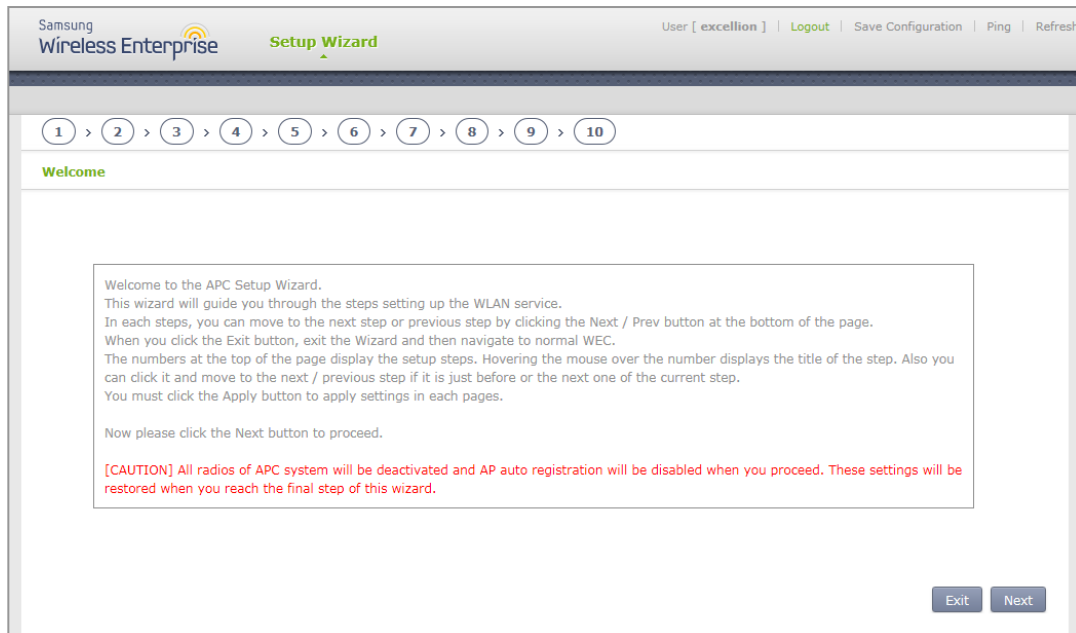 Samsung
Wireless Enterprise
Setup Wizard
User [ excellion ] | Logout | Save Configuration | Ping | Refresh
1 > 2 > 3 > 4 > 5 > 6 > 7 > 8 > 9 > 10
Welcome
Welcome to the APC Setup Wizard.
This wizard will guide you through the steps setting up the WLAN service.
In each steps, you can move to the next step or previous step by clicking the Next / Prev button at the bottom of the page.
When you click the Exit button, exit the Wizard and then navigate to normal WEC.
The numbers at the top of the page display the setup steps. Hovering the mouse over the number displays the title of the step. Also you
can click it and move to the next / previous step if it is just before or the next one of the current step.
You must click the Apply button to apply settings in each pages.
Now please click the Next button to proceed.
[CAUTION] All radios of APC system will be deactivated and AP auto registration will be disabled when you proceed. These settings will be
restored when you reach the final step of this wizard.
Exit Next